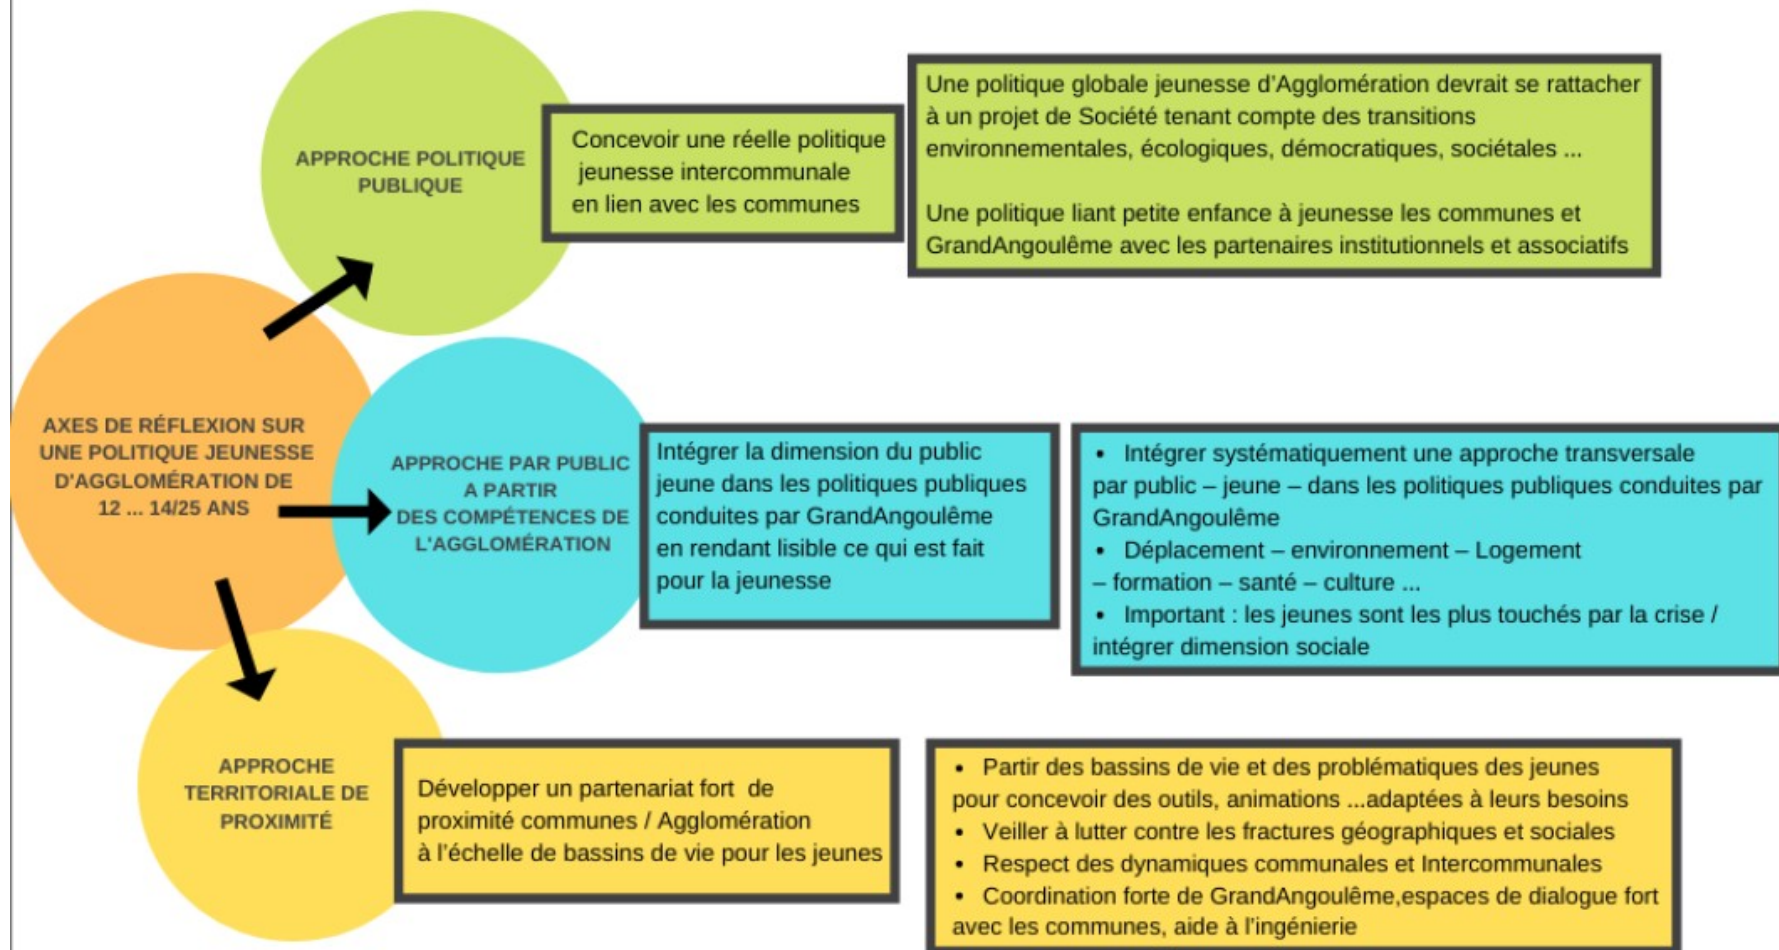 APPROCHE POLITIQUE
PUBLIQUE
Concevoir une réelle politique
jeunesse intercommunale
en lien avec les communes
Une politique globale jeunesse d'Agglomération devrait se rattacher
à un projet de Société tenant compte des transitions
environnementales, écologiques, démocratiques, sociétales ...
Une politique liant petite enfance à jeunesse les communes et
GrandAngoulême avec les partenaires institutionnels et associatifs
AXES DE RÉFLEXION SUR
UNE POLITIQUE JEUNESSE
D'AGGLOMÉRATION DE
12 ... 14/25 ANS
APPROCHE PAR PUBLIC
A PARTIR
DES COMPÉTENCES DE
L'AGGLOMÉRATION
Intégrer la dimension du public
jeune dans les politiques publiques
conduites par GrandAngoulême
en rendant lisible ce qui est fait
pour la jeunesse
• Intégrer systématiquement une approche transversale
par public – jeune – dans les politiques publiques conduites par
GrandAngoulême
• Déplacement – environnement – Logement
– formation – santé – culture ...
• Important : les jeunes sont les plus touchés par la crise /
intégrer dimension sociale
APPROCHE
TERRITORIALE DE
PROXIMITÉ
Développer un partenariat fort de
proximité communes / Agglomération
à l'échelle de bassins de vie pour les jeunes
• Partir des bassins de vie et des problématiques des jeunes
pour concevoir des outils, animations ...adaptées à leurs besoins
• Veiller à lutter contre les fractures géographiques et sociales
• Respect des dynamiques communales et Intercommunales
• Coordination forte de GrandAngoulême,espaces de dialogue fort
avec les communes, aide à l'ingénierie